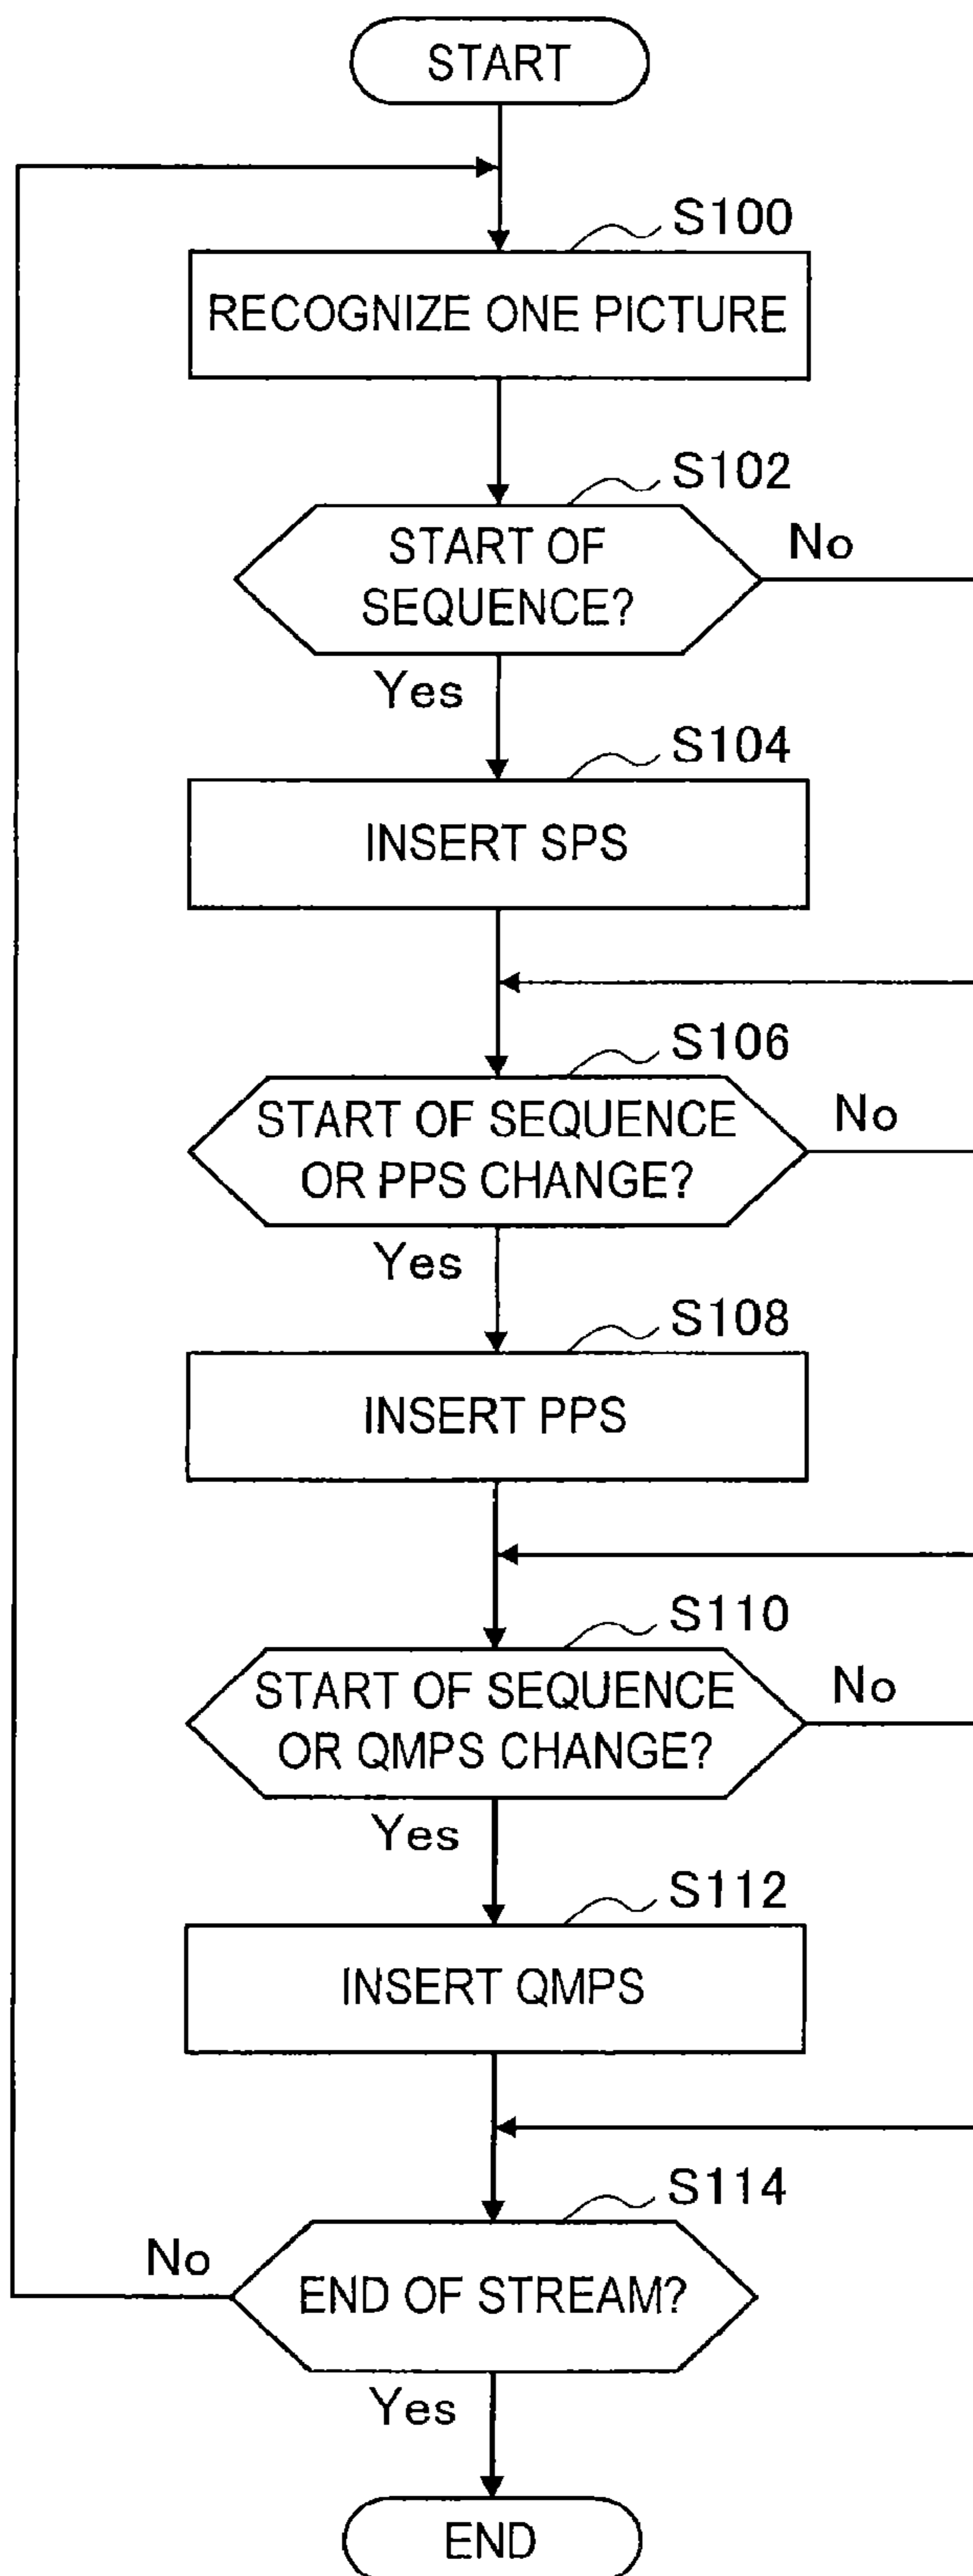 START
S100
RECOGNIZE ONE PICTURE
S102
START OF
SEQUENCE?
No
Yes
S104
INSERT SPS
S106
START OF SEQUENCE
OR PPS CHANGE?
No
Yes
S108
INSERT PPS
S110
START OF SEQUENCE
OR QMPS CHANGE?
No
Yes
S112
INSERT QMPS
S114
No
END OF STREAM?
Yes
END